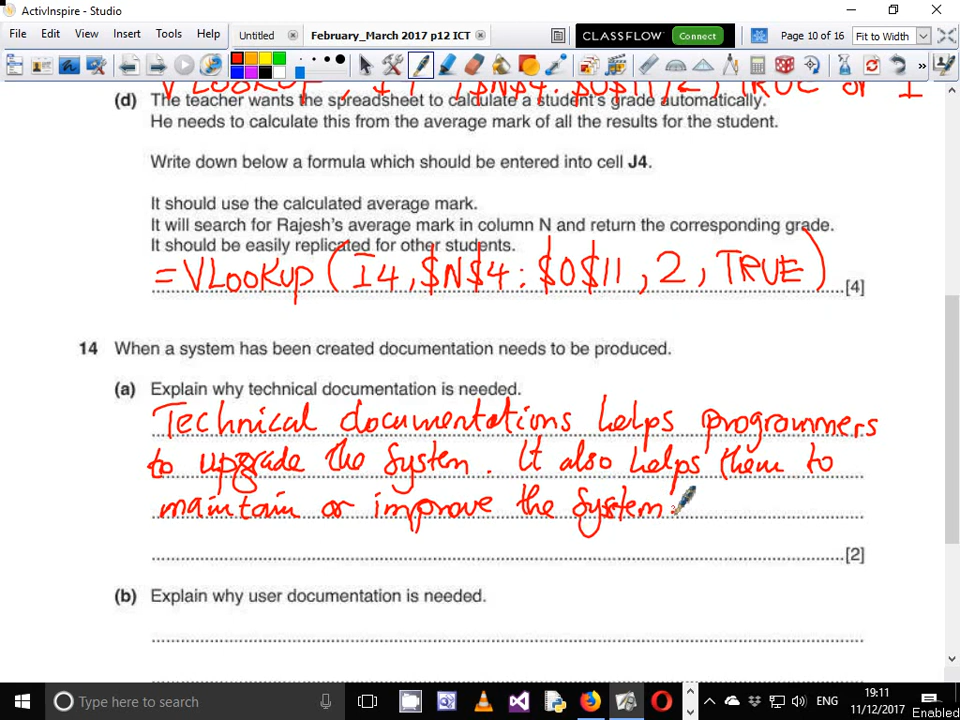 ActivInspire - Studio
File Edit View Insert Tools Help Untitled February_March 2017 p12 ICT CLASSFLOW Connect Page 10 of 16 Fit to Width
(d) The teacher wants the spreadsheet to calculate a student's grade automatically.
He needs to calculate this from the average mark of all the results for the student.
Write down below a formula which should be entered into cell J4.
It should use the calculated average mark.
It will search for Rajesh's average mark in column N and return the corresponding grade.
It should be easily replicated for other students.
=VLookup (I4,$N$4:$O$11,2,TRUE)
[4]
14 When a system has been created documentation needs to be produced.
(a) Explain why technical documentation is needed.
Technical documentations helps programmers
to upgrade the System. It also helps them to
maintain or improve the System.
[2]
(b) Explain why user documentation is needed.
Type here to search
ENG
19:11
11/12/2017
Enabled